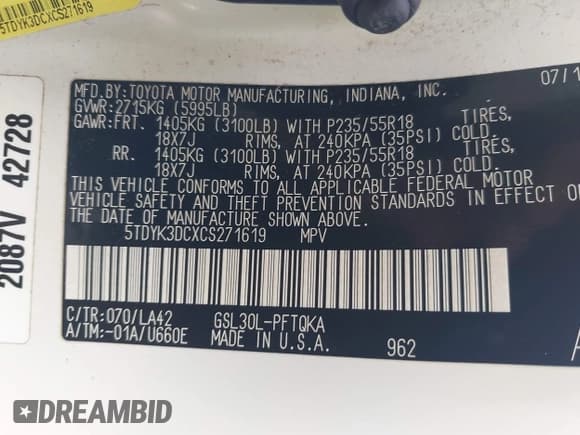 5TDYK3DCXCS271619
2087V 42728
07/1
MFD.BY:TOYOTA MOTOR MANUFACTURING, INDIANA, INC.
GVWR:2715KG (5995LB)
GAWR:FRT. 1405KG (3100LB) WITH P235/55R18 TIRES,
18X7J RIMS, AT 240KPA (35PSI) COLD.
RR. 1405KG (3100LB) WITH P235/55R18 TIRES,
18X7J RIMS, AT 240KPA (35PSI) COLD.
THIS VEHICLE CONFORMS TO ALL APPLICABLE FEDERAL MOTOR
VEHICLE SAFETY AND THEFT PREVENTION STANDARDS IN EFFECT ON
THE DATE OF MANUFACTURE SHOWN ABOVE.
5TDYK3DCXCS271619 MPV
C/TR:070/LA42 GSL30L-PFTQKA
A/TM:-01A/U660E MADE IN U.S.A. 962 A
DREAMBID